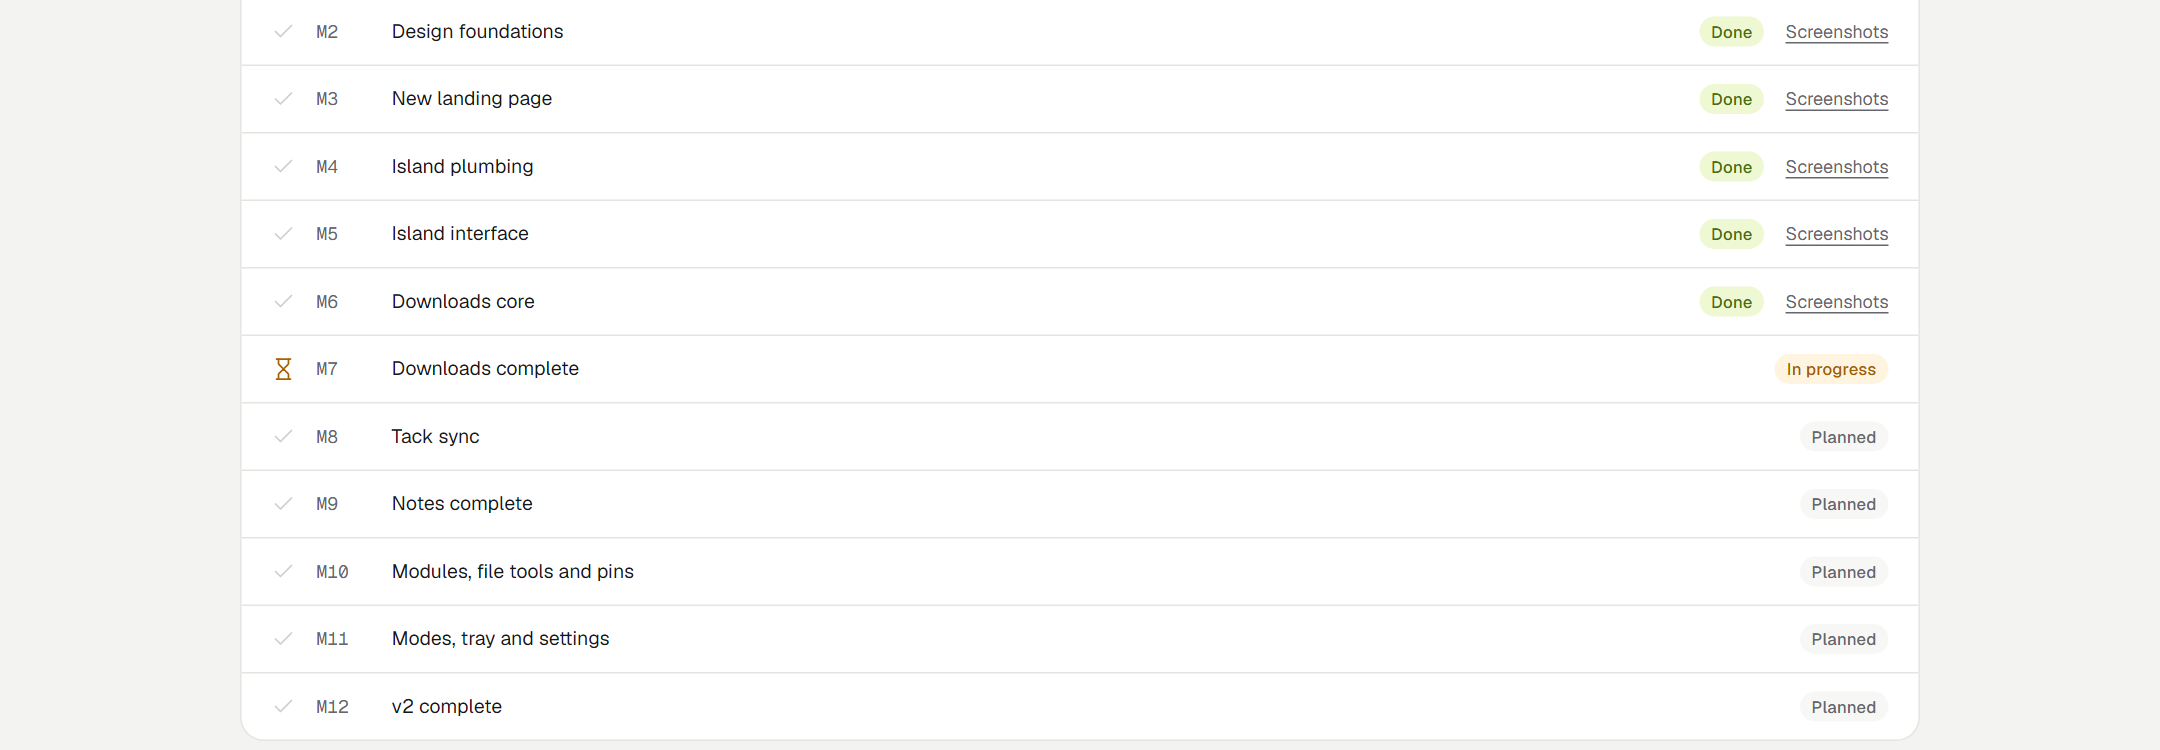 M2 Design foundations Done Screenshots
M3 New landing page Done Screenshots
M4 Island plumbing Done Screenshots
M5 Island interface Done Screenshots
M6 Downloads core Done Screenshots
M7 Downloads complete In progress
M8 Tack sync Planned
M9 Notes complete Planned
M10 Modules, file tools and pins Planned
M11 Modes, tray and settings Planned
M12 v2 complete Planned